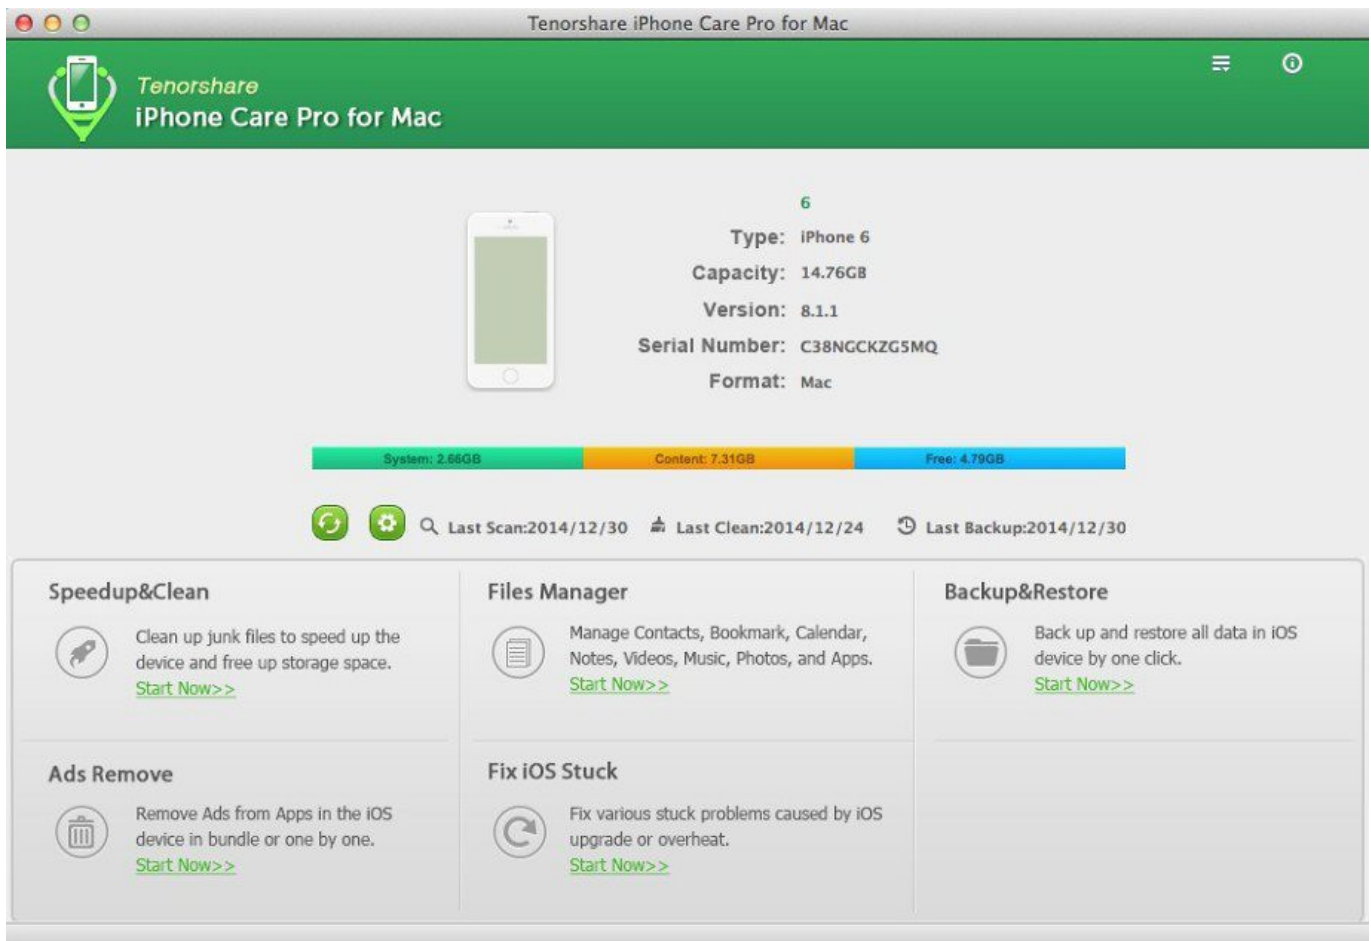 Tenorshare iPhone Care Pro for Mac
Tenorshare
iPhone Care Pro for Mac
6
Type: iPhone 6
Capacity: 14.76GB
Version: 8.1.1
Serial Number: C38NGCKZG5MQ
Format: Mac
System: 2.66GB Content: 7.31GB Free: 4.79GB
Last Scan:2014/12/30 Last Clean:2014/12/24 Last Backup:2014/12/30
Speedup&Clean
Clean up junk files to speed up the
device and free up storage space.
Start Now>>
Files Manager
Manage Contacts, Bookmark, Calendar,
Notes, Videos, Music, Photos, and Apps.
Start Now>>
Backup&Restore
Back up and restore all data in iOS
device by one click.
Start Now>>
Ads Remove
Remove Ads from Apps in the iOS
device in bundle or one by one.
Start Now>>
Fix iOS Stuck
Fix various stuck problems caused by iOS
upgrade or overheat.
Start Now>>